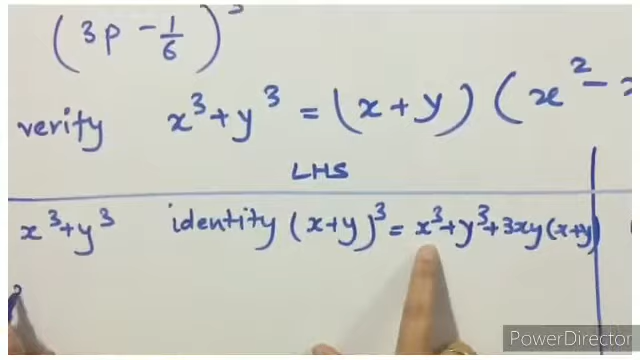 (3p - 1/6)³
verify x³ + y³ = (x + y) (x² -
LHS
x³ + y³ identity (x+y)³ = x³ + y³ + 3xy(x+y)
PowerDirector